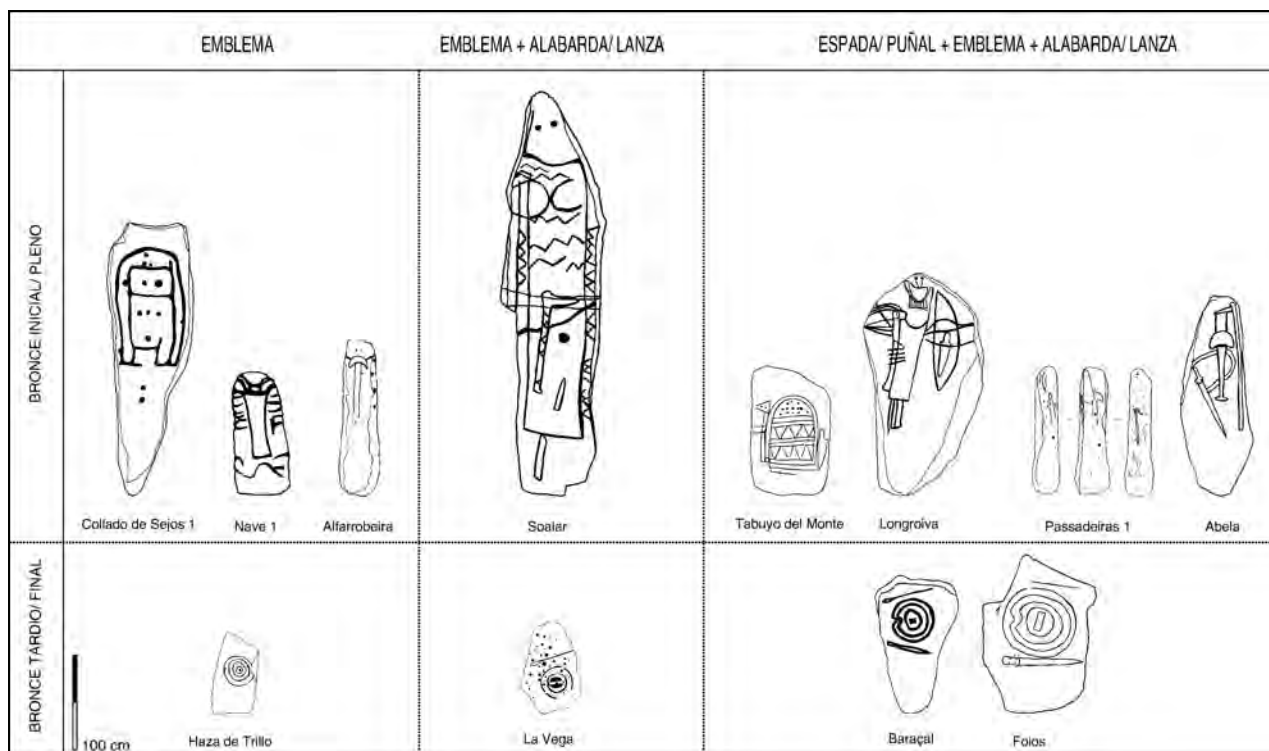 EMBLEMA
EMBLEMA + ALABARDA/ LANZA
ESPADA/ PUÑAL + EMBLEMA + ALABARDA/ LANZA
BRONCE INICIAL/ PLENO
Collado de Sejos 1
Nave 1
Alfarrobeira
Soalar
Tabuyo del Monte
Longroiva
Passadeiras 1
Abela
BRONCE TARDIO/ FINAL
100 cm
Haza de Trillo
La Vega
Baraçal
Foios